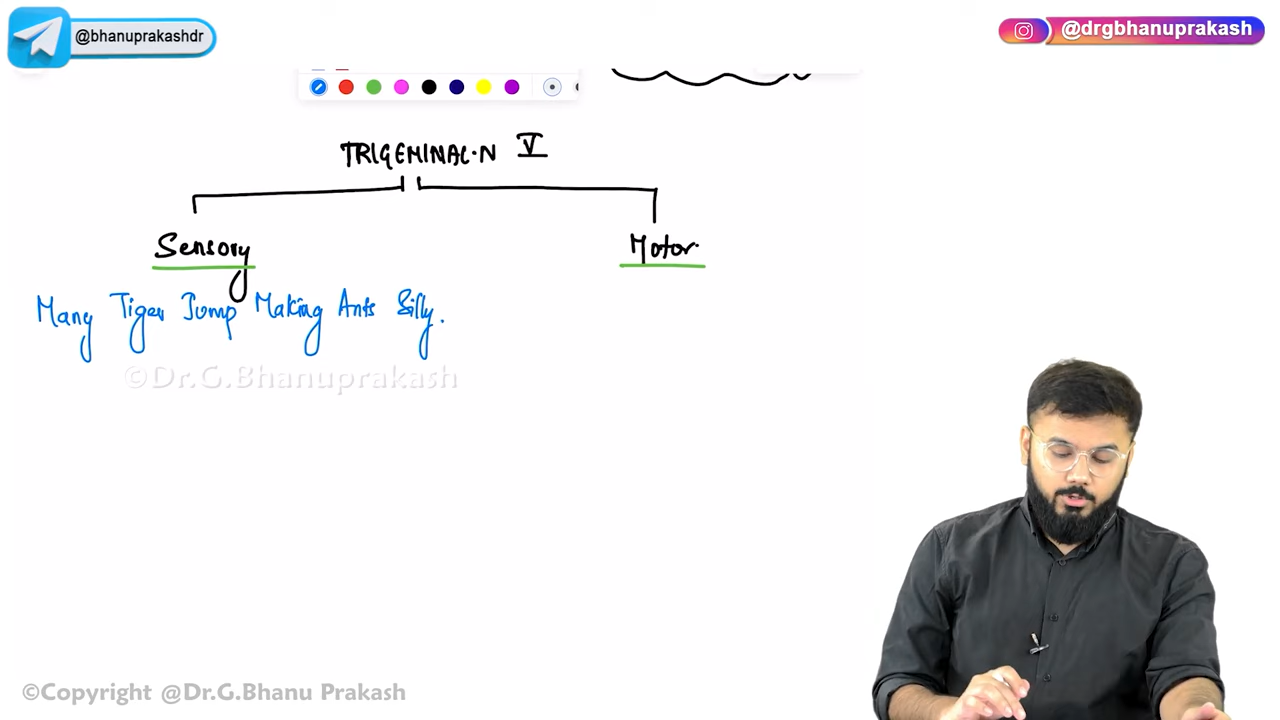 @bhanuprakashdr
@drgbhanuprakash
TRIGEMINAL.N V
Sensory
Motor.
Many Tiger Jump Making Ants Silly.
©Dr.G.Bhanuprakash
©Copyright @Dr.G.Bhanu Prakash